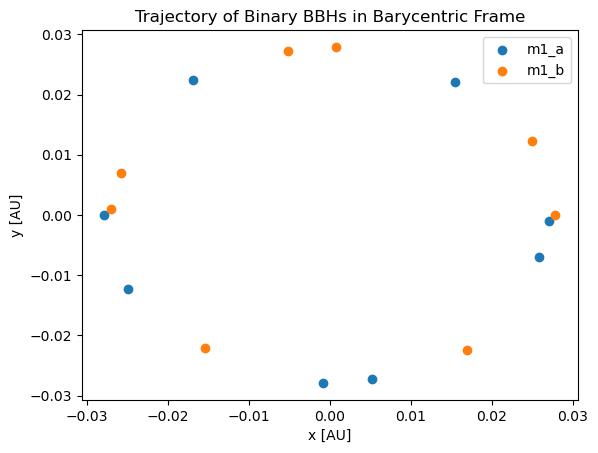 Trajectory of Binary BBHs in Barycentric Frame
m1_a
m1_b
y [AU]
0.03
0.02
0.01
0.00
−0.01
−0.02
−0.03
−0.03
−0.02
−0.01
0.00
0.01
0.02
0.03
x [AU]